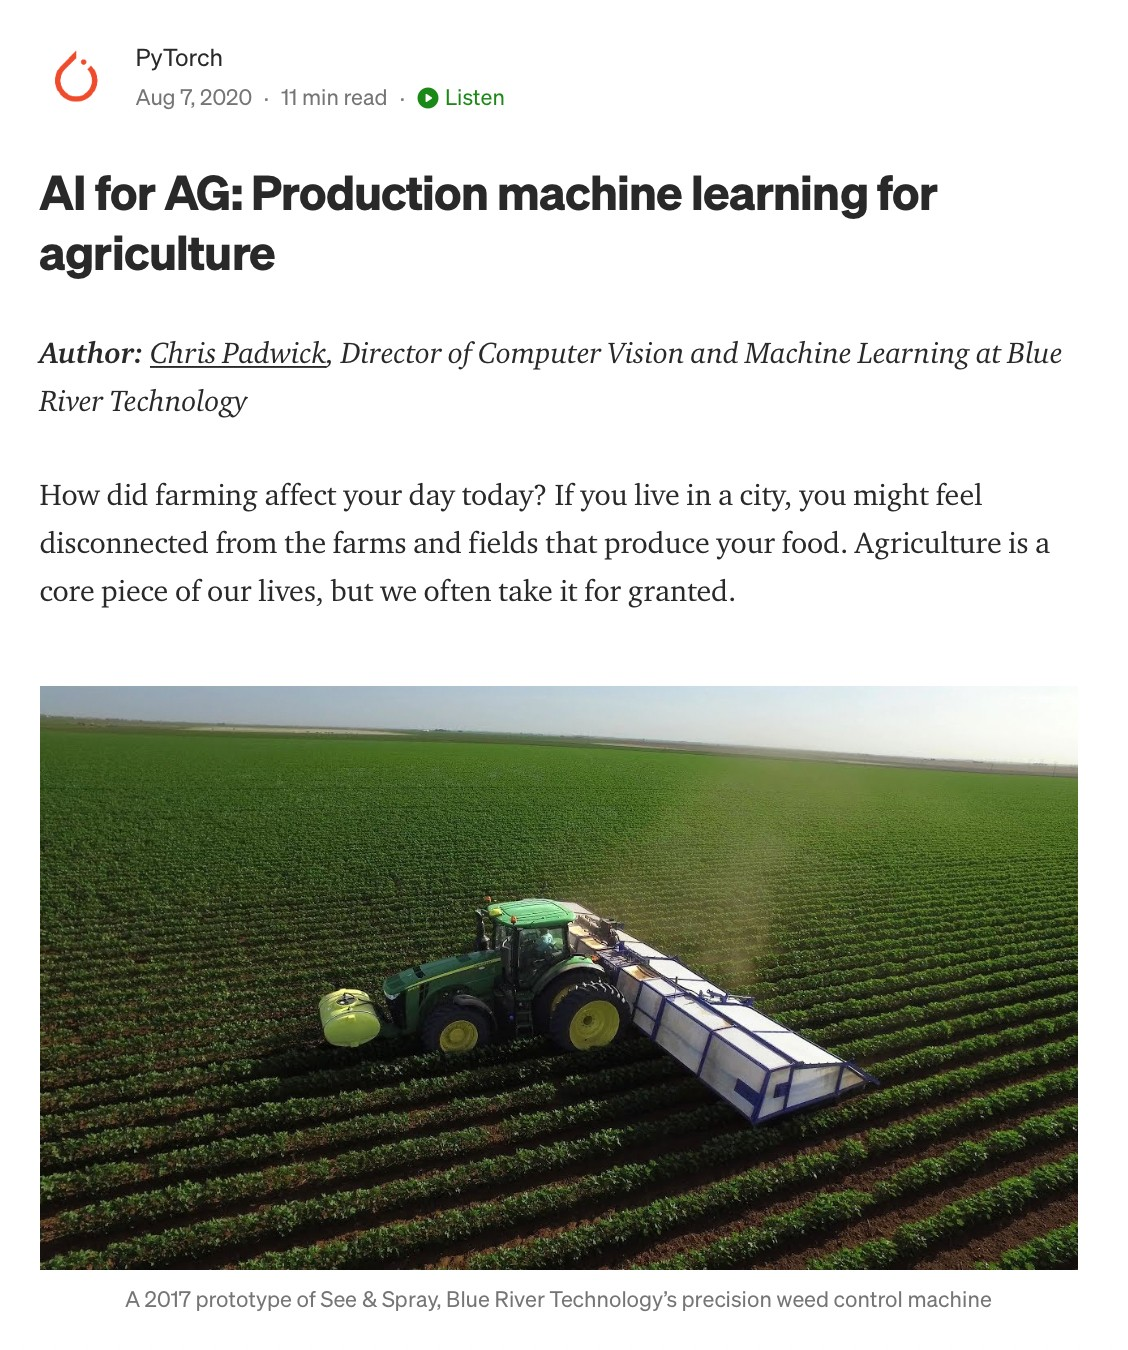 PyTorch
Aug 7, 2020 · 11 min read · Listen
AI for AG: Production machine learning for
agriculture
Author: Chris Padwick, Director of Computer Vision and Machine Learning at Blue
River Technology
How did farming affect your day today? If you live in a city, you might feel
disconnected from the farms and fields that produce your food. Agriculture is a
core piece of our lives, but we often take it for granted.
A 2017 prototype of See & Spray, Blue River Technology’s precision weed control machine